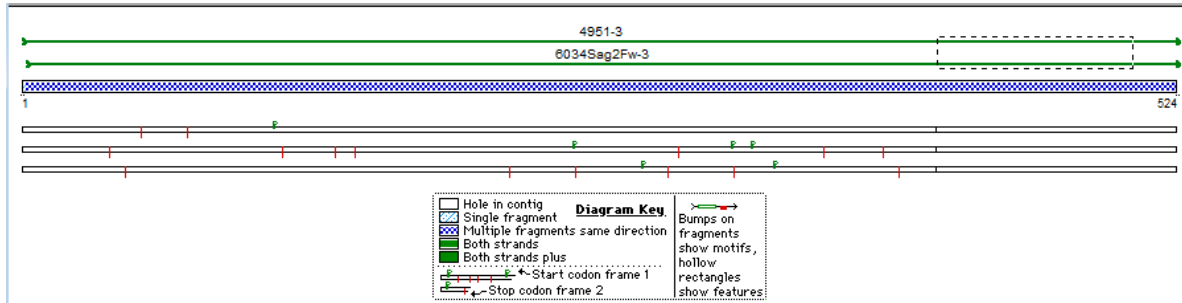 4951-3
6034Sag2Fw-3
1 524
Diagram Key
Hole in contig
Single fragment
Multiple fragments same direction
Both strands
Both strands plus
Start codon frame 1
Stop codon frame 2
Bumps on
fragments
show motifs,
hollow
rectangles
show features